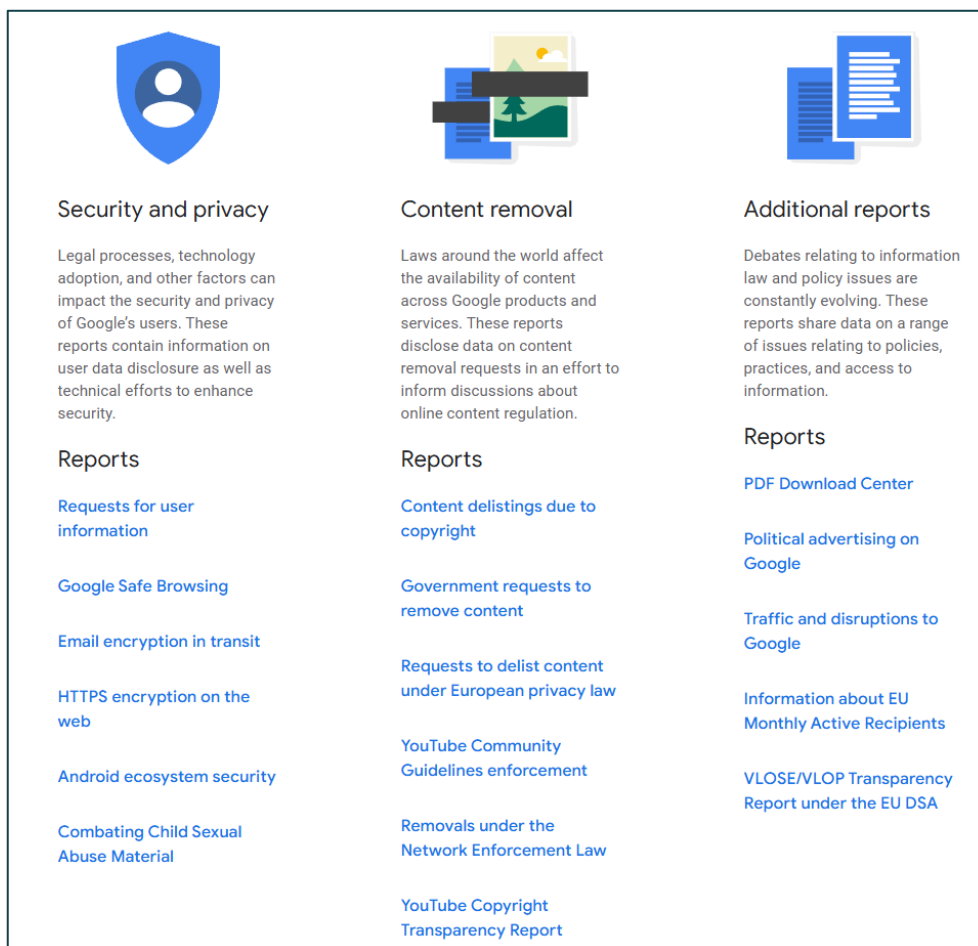 Security and privacy
Legal processes, technology
adoption, and other factors can
impact the security and privacy
of Google's users. These
reports contain information on
user data disclosure as well as
technical efforts to enhance
security.
Reports
Requests for user
information
Google Safe Browsing
Email encryption in transit
HTTPS encryption on the
web
Android ecosystem security
Combating Child Sexual
Abuse Material
Content removal
Laws around the world affect
the availability of content
across Google products and
services. These reports
disclose data on content
removal requests in an effort to
inform discussions about
online content regulation.
Reports
Content delistings due to
copyright
Government requests to
remove content
Requests to delist content
under European privacy law
YouTube Community
Guidelines enforcement
Removals under the
Network Enforcement Law
YouTube Copyright
Transparency Report
Additional reports
Debates relating to information
law and policy issues are
constantly evolving. These
reports share data on a range
of issues relating to policies,
practices, and access to
information.
Reports
PDF Download Center
Political advertising on
Google
Traffic and disruptions to
Google
Information about EU
Monthly Active Recipients
VLOSE/VLOP Transparency
Report under the EU DSA